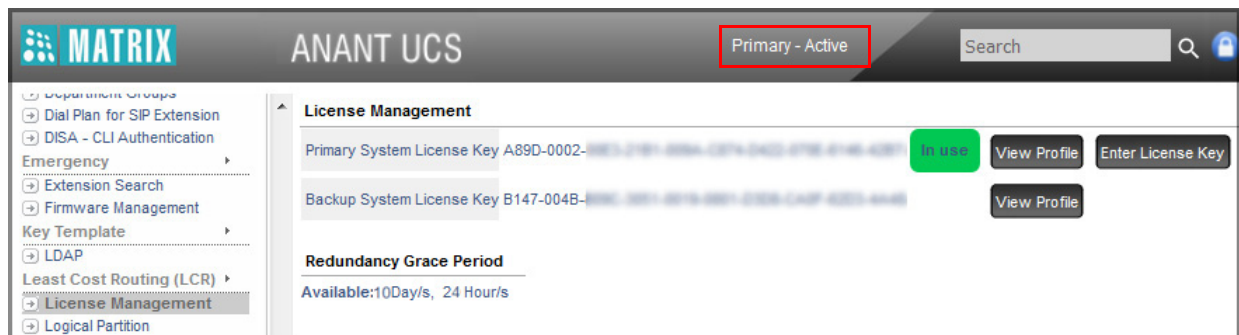 MATRIX ANANT UCS Primary - Active Search
Department Groups
Dial Plan for SIP Extension
DISA - CLI Authentication
Emergency
Extension Search
Firmware Management
Key Template
LDAP
Least Cost Routing (LCR)
License Management
Logical Partition
License Management
Primary System License Key A89D-0002- In use View Profile Enter License Key
Backup System License Key B147-004B- View Profile
Redundancy Grace Period
Available:10Day/s, 24 Hour/s